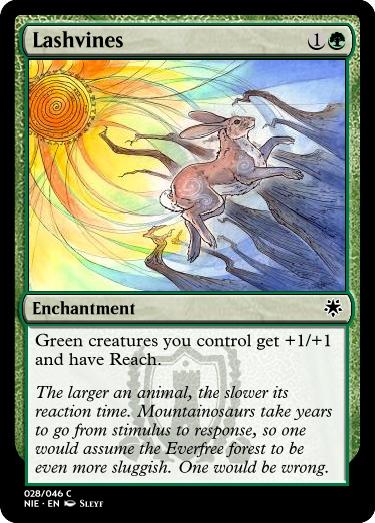 Lashvines 1
Enchantment
Green creatures you control get +1/+1
and have Reach.
The larger an animal, the slower its
reaction time. Mountainosaurs take years
to go from stimulus to response, so one
would assume the Everfree forest to be
even more sluggish. One would be wrong.
028/046 C
NIE · EN Sleyf